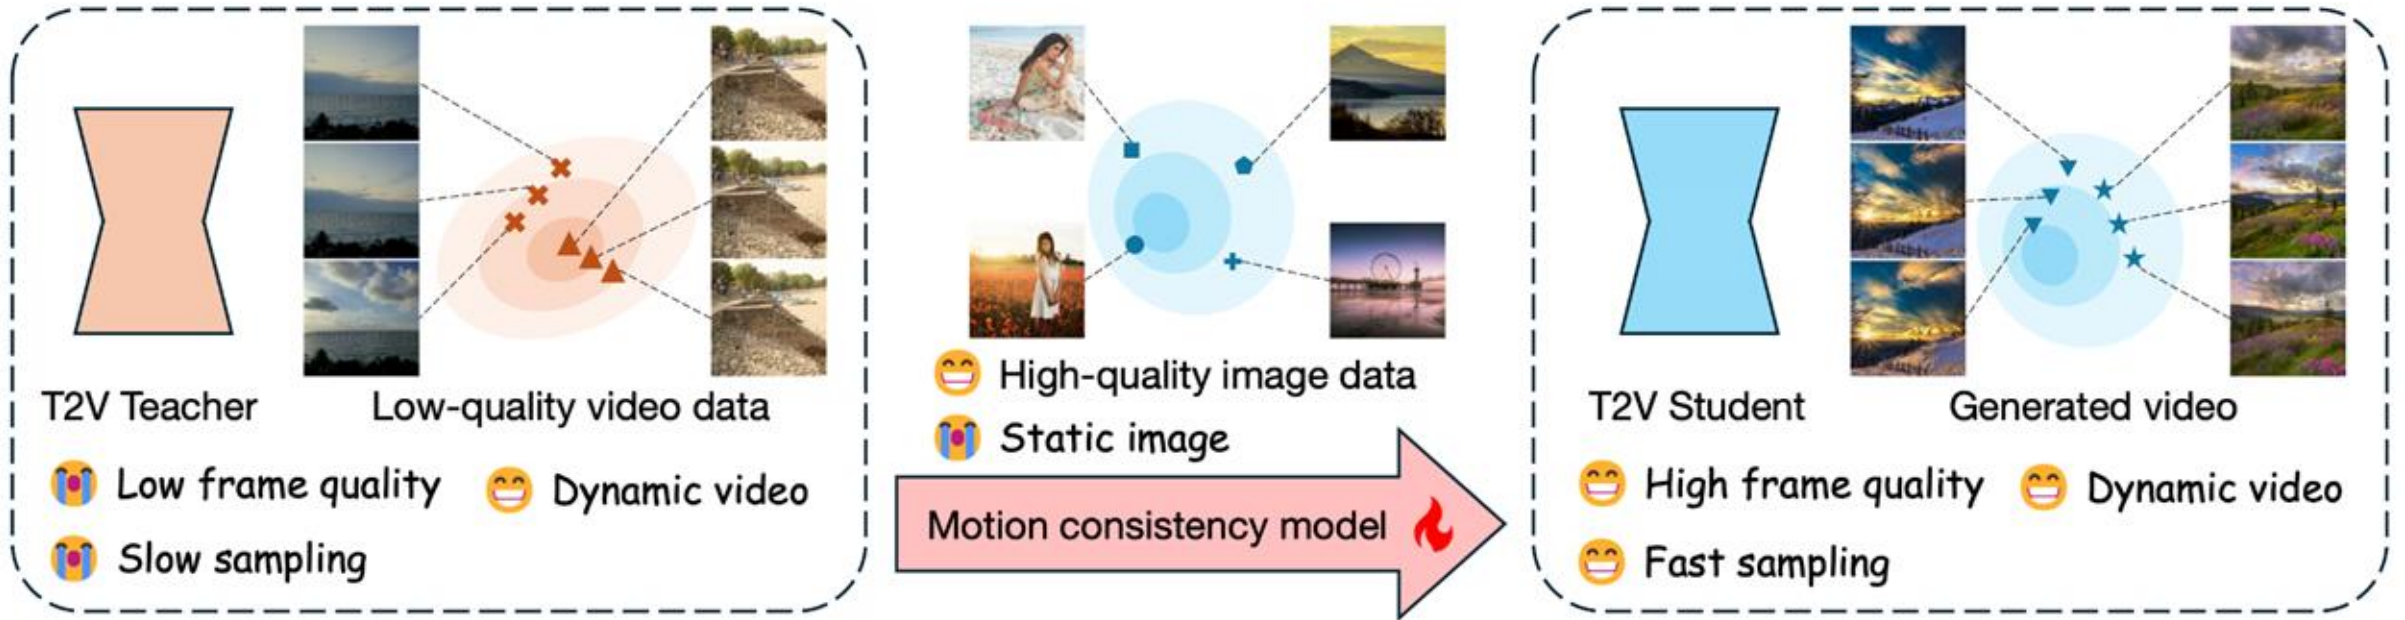 T2V Teacher
Low-quality video data
Low frame quality
Dynamic video
Slow sampling
High-quality image data
Static image
Motion consistency model
T2V Student
Generated video
High frame quality
Dynamic video
Fast sampling